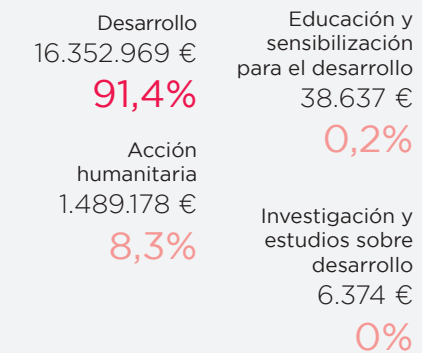 Desarrollo
16.352.969 €
91,4%
Acción
humanitaria
1.489.178 €
8,3%
Educación y
sensibilización
para el desarrollo
38.637 €
0,2%
Investigación y
estudios sobre
desarrollo
6.374 €
0%